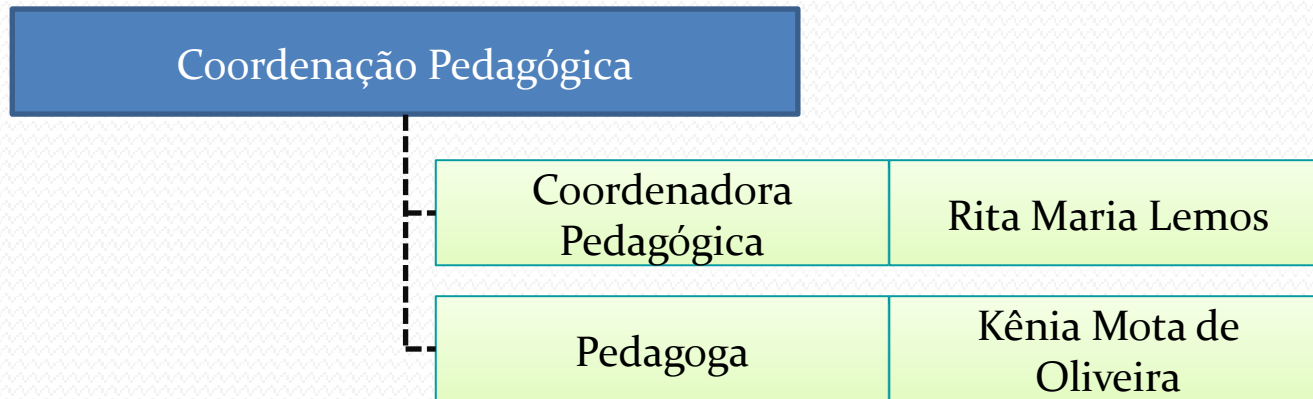 Coordenação Pedagógica
Coordenadora
Pedagógica
Rita Maria Lemos
Pedagoga
Kênia Mota de
Oliveira